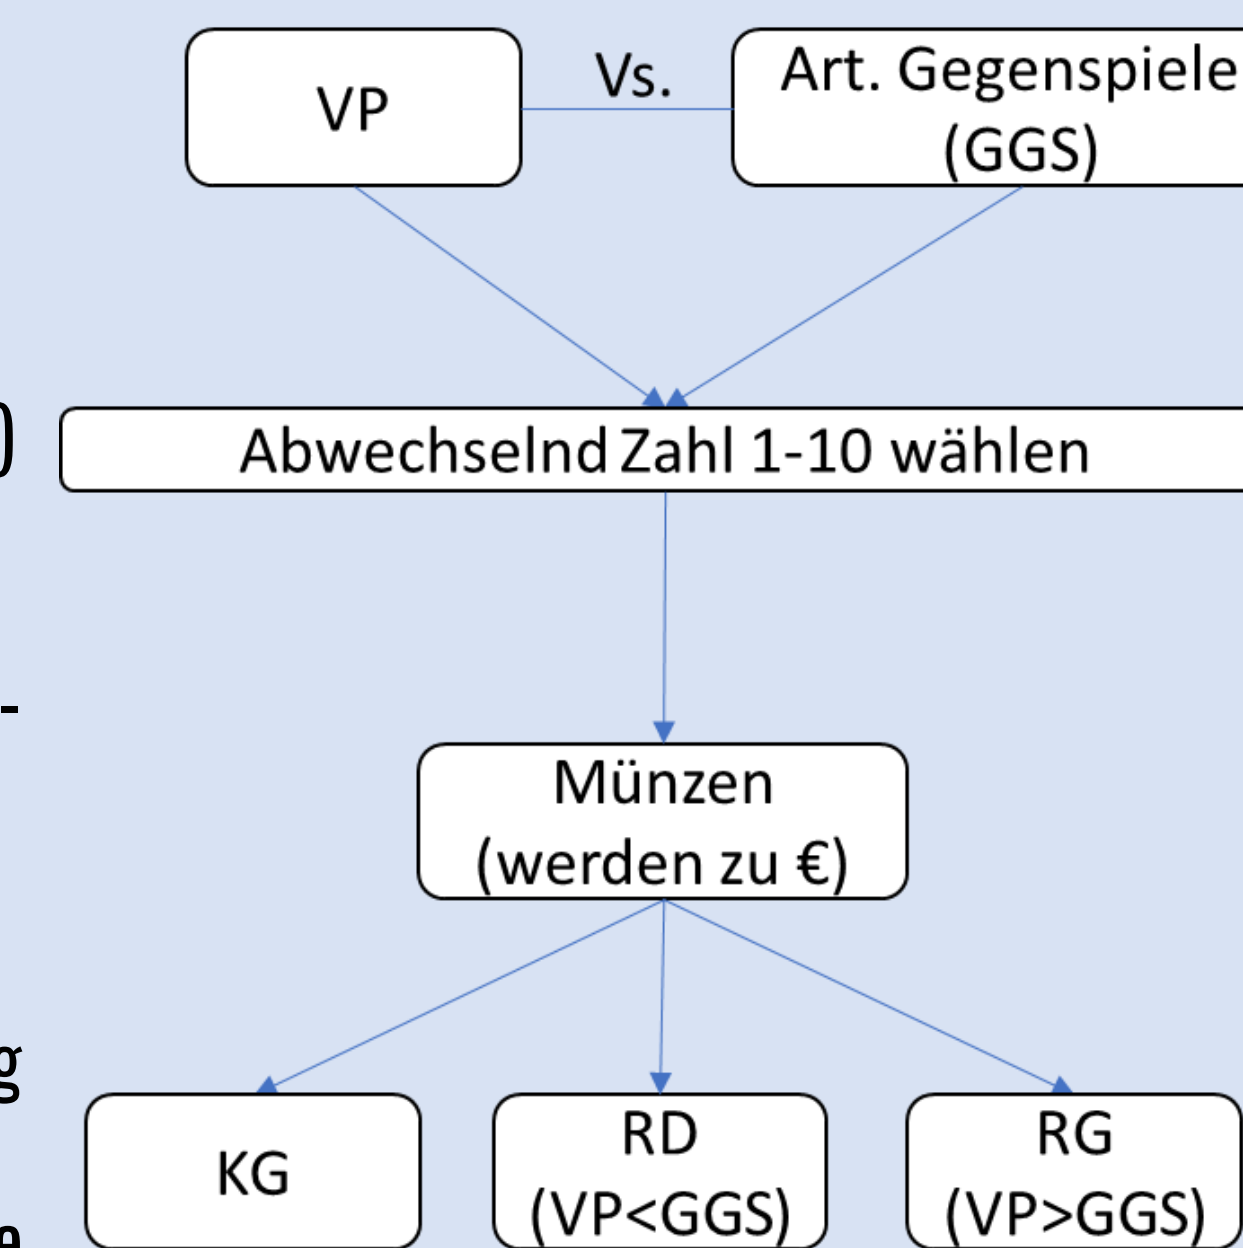 VP
Vs.
Art. Gegenspiele
(GGS)
)
Abwechselnd Zahl 1-10 wählen
-
Münzen
(werden zu €)
g
KG
RD
(VP<GGS)
RG
(VP>GGS)
e